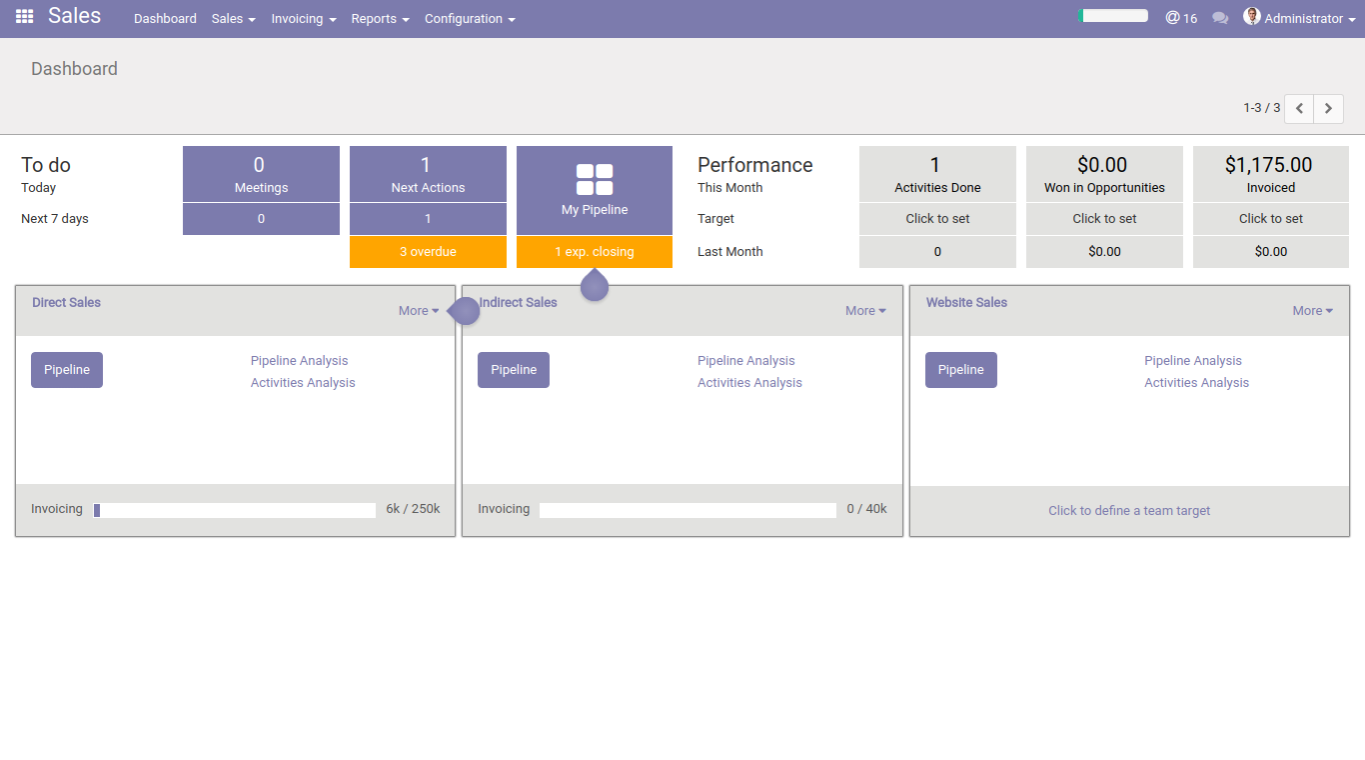 Sales Dashboard Sales Invoicing Reports Configuration @ 16 Administrator
Dashboard
1-3 / 3
To do
Today
Next 7 days
0
Meetings
0
1
Next Actions
1
3 overdue
My Pipeline
1 exp. closing
Performance
This Month
Target
Last Month
1
Activities Done
Click to set
0
$0.00
Won in Opportunities
Click to set
$0.00
$1,175.00
Invoiced
Click to set
$0.00
Direct Sales
More
Pipeline
Pipeline Analysis
Activities Analysis
Invoicing 6k / 250k
Indirect Sales
More
Pipeline
Pipeline Analysis
Activities Analysis
Invoicing 0 / 40k
Website Sales
More
Pipeline
Pipeline Analysis
Activities Analysis
Click to define a team target